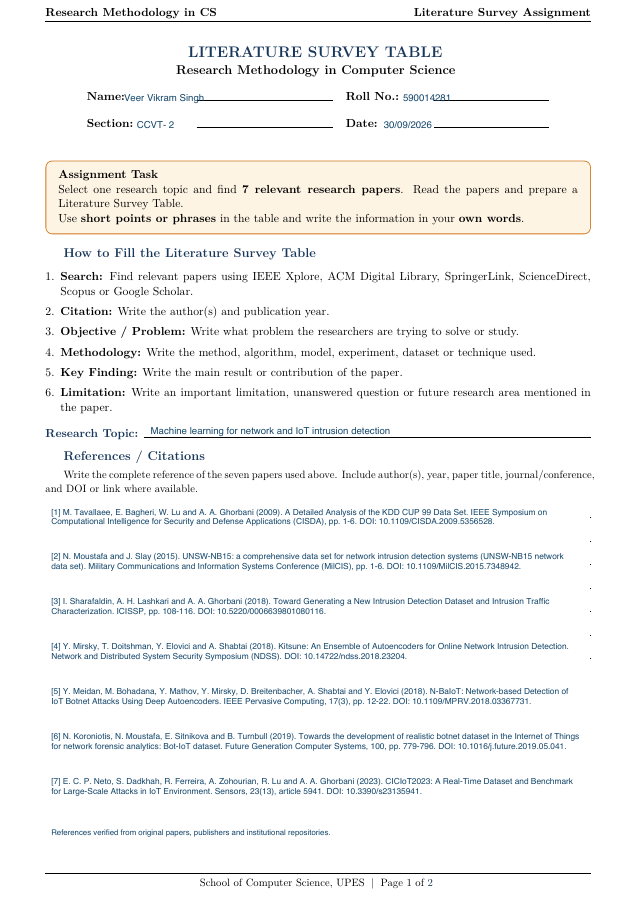 Research Methodology in CS Literature Survey Assignment
LITERATURE SURVEY TABLE
Research Methodology in Computer Science
Name: Veer Vikram Singh Roll No.: 590014281
Section: CCVT- 2 Date: 30/09/2026
Assignment Task
Select one research topic and find 7 relevant research papers. Read the papers and prepare a
Literature Survey Table.
Use short points or phrases in the table and write the information in your own words.
How to Fill the Literature Survey Table
1. Search: Find relevant papers using IEEE Xplore, ACM Digital Library, SpringerLink, ScienceDirect,
Scopus or Google Scholar.
2. Citation: Write the author(s) and publication year.
3. Objective / Problem: Write what problem the researchers are trying to solve or study.
4. Methodology: Write the method, algorithm, model, experiment, dataset or technique used.
5. Key Finding: Write the main result or contribution of the paper.
6. Limitation: Write an important limitation, unanswered question or future research area mentioned in
the paper.
Research Topic: Machine learning for network and IoT intrusion detection
References / Citations
Write the complete reference of the seven papers used above. Include author(s), year, paper title, journal/conference,
and DOI or link where available.
[1] M. Tavallaee, E. Bagheri, W. Lu and A. A. Ghorbani (2009). A Detailed Analysis of the KDD CUP 99 Data Set. IEEE Symposium on
Computational Intelligence for Security and Defense Applications (CISDA), pp. 1-6. DOI: 10.1109/CISDA.2009.5356528.
[2] N. Moustafa and J. Slay (2015). UNSW-NB15: a comprehensive data set for network intrusion detection systems (UNSW-NB15 network
data set). Military Communications and Information Systems Conference (MilCIS), pp. 1-6. DOI: 10.1109/MilCIS.2015.7348942.
[3] I. Sharafaldin, A. H. Lashkari and A. A. Ghorbani (2018). Toward Generating a New Intrusion Detection Dataset and Intrusion Traffic
Characterization. ICISSP, pp. 108-116. DOI: 10.5220/0006639801080116.
[4] Y. Mirsky, T. Doitshman, Y. Elovici and A. Shabtai (2018). Kitsune: An Ensemble of Autoencoders for Online Network Intrusion Detection.
Network and Distributed System Security Symposium (NDSS). DOI: 10.14722/ndss.2018.23204.
[5] Y. Meidan, M. Bohadana, Y. Mathov, Y. Mirsky, D. Breitenbacher, A. Shabtai and Y. Elovici (2018). N-BaIoT: Network-based Detection of
IoT Botnet Attacks Using Deep Autoencoders. IEEE Pervasive Computing, 17(3), pp. 12-22. DOI: 10.1109/MPRV.2018.03367731.
[6] N. Koroniotis, N. Moustafa, E. Sitnikova and B. Turnbull (2019). Towards the development of realistic botnet dataset in the Internet of Things
for network forensic analytics: Bot-IoT dataset. Future Generation Computer Systems, 100, pp. 779-796. DOI: 10.1016/j.future.2019.05.041.
[7] E. C. P. Neto, S. Dadkhah, R. Ferreira, A. Zohourian, R. Lu and A. A. Ghorbani (2023). CICIoT2023: A Real-Time Dataset and Benchmark
for Large-Scale Attacks in IoT Environment. Sensors, 23(13), article 5941. DOI: 10.3390/s23135941.
References verified from original papers, publishers and institutional repositories.
School of Computer Science, UPES | Page 1 of 2